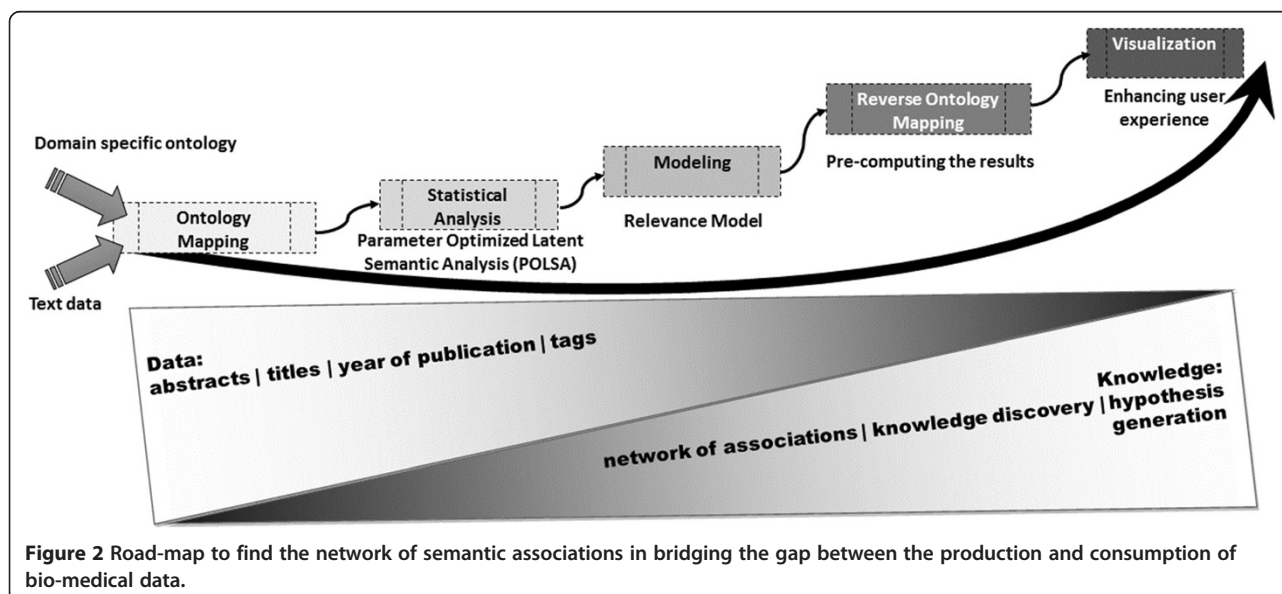 Visualization
Enhancing user
experience
Reverse Ontology
Mapping
Pre-computing the results
Modeling
Relevance Model
Statistical
Analysis
Parameter Optimized Latent
Semantic Analysis (POLSA)
Domain specific ontology
Ontology
Mapping
Text data
Data:
abstracts | titles | year of publication | tags
Knowledge:
network of associations | knowledge discovery | hypothesis
generation
Figure 2 Road-map to find the network of semantic associations in bridging the gap between the production and consumption of
bio-medical data.